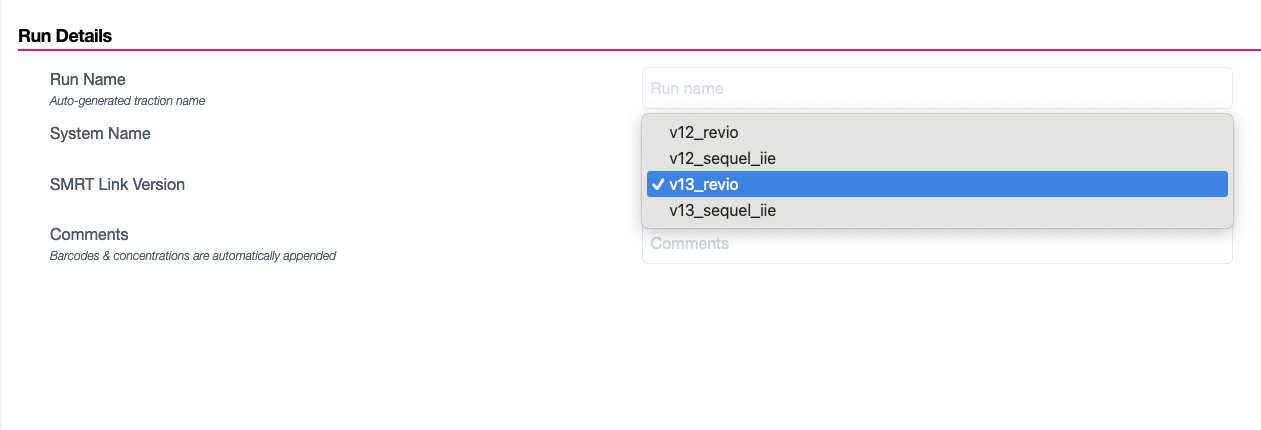 Run Details
Run Name
Run name
Auto-generated traction name
System Name
v12_revio
v12_sequel_iie
SMRT Link Version
v13_revio
v13_sequel_iie
Comments
Comments
Barcodes & concentrations are automatically appended